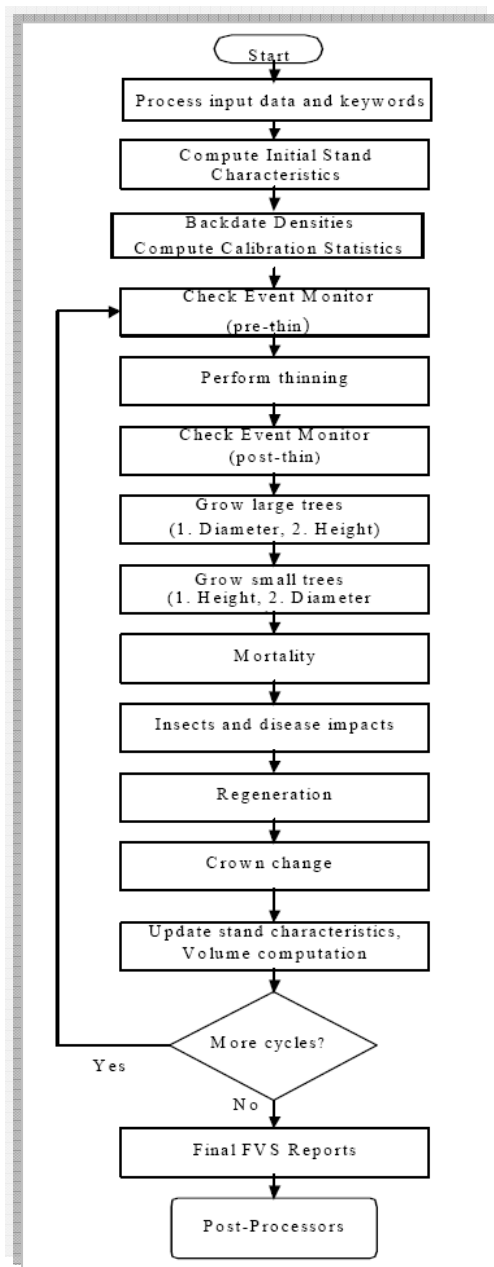 Start
Process input data and keywords
Compute Initial Stand
Characteristics
Backdate Densities
Compute Calibration Statistics
Check Event Monitor
(pre-thin)
Perform thinning
Check Event Monitor
(post-thin)
Grow large trees
(1. Diameter, 2. Height)
Grow small trees
(1. Height, 2. Diameter
Mortality
Insects and disease impacts
Regeneration
Crown change
Update stand characteristics,
Volume computation
More cycles?
Yes
No
Final FVS Reports
Post-Processors